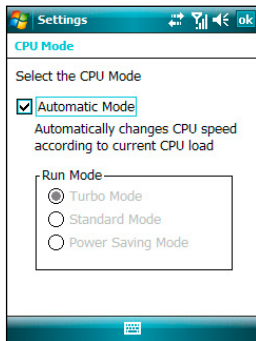 Settings
ok
CPU Mode
Select the CPU Mode
Automatic Mode
Automatically changes CPU speed
according to current CPU load
Run Mode
Turbo Mode
Standard Mode
Power Saving Mode